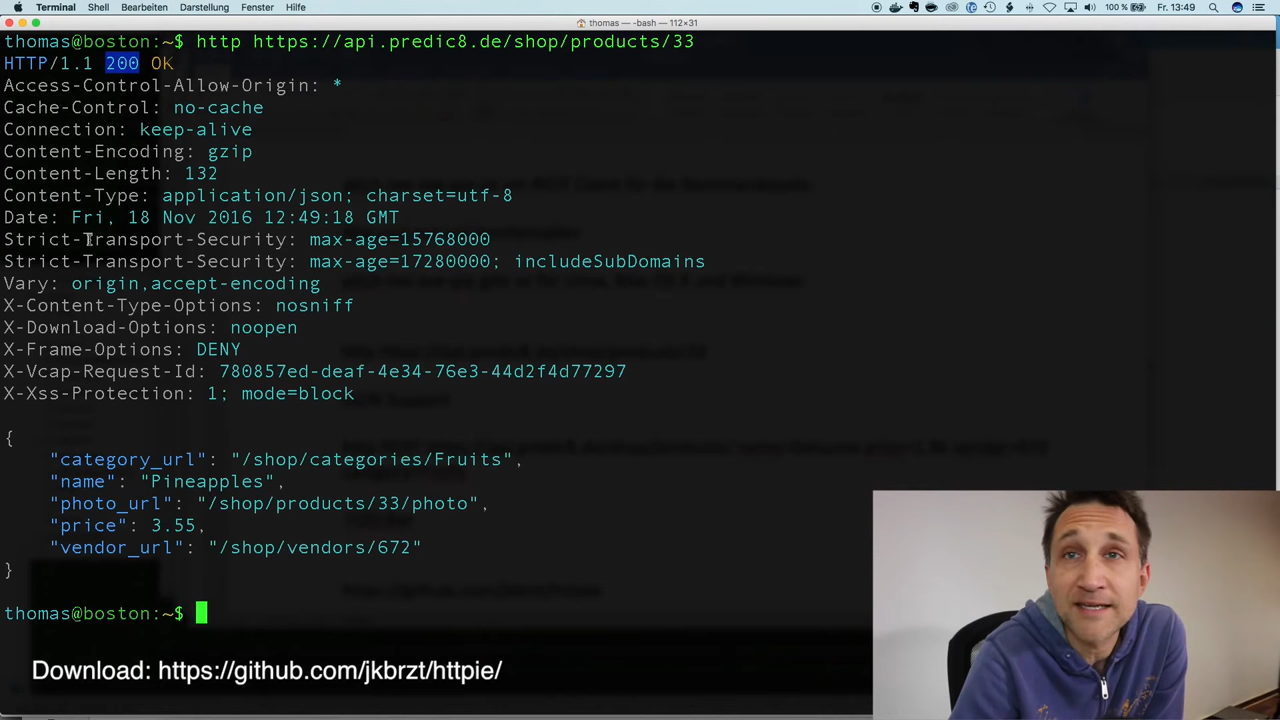 Terminal Shell Bearbeiten Darstellung Fenster Hilfe 100 % Fr. 13:49
thomas — -bash — 112×31
thomas@boston:~$ http https://api.predic8.de/shop/products/33
HTTP/1.1 200 OK
Access-Control-Allow-Origin: *
Cache-Control: no-cache
Connection: keep-alive
Content-Encoding: gzip
Content-Length: 132
Content-Type: application/json; charset=utf-8
Date: Fri, 18 Nov 2016 12:49:18 GMT
Strict-Transport-Security: max-age=15768000
Strict-Transport-Security: max-age=17280000; includeSubDomains
Vary: origin,accept-encoding
X-Content-Type-Options: nosniff
X-Download-Options: noopen
X-Frame-Options: DENY
X-Vcap-Request-Id: 780857ed-deaf-4e34-76e3-44d2f4d77297
X-Xss-Protection: 1; mode=block
{
"category_url": "/shop/categories/Fruits",
"name": "Pineapples",
"photo_url": "/shop/products/33/photo",
"price": 3.55,
"vendor_url": "/shop/vendors/672"
}
thomas@boston:~$
Download: https://github.com/jkbrzt/httpie/